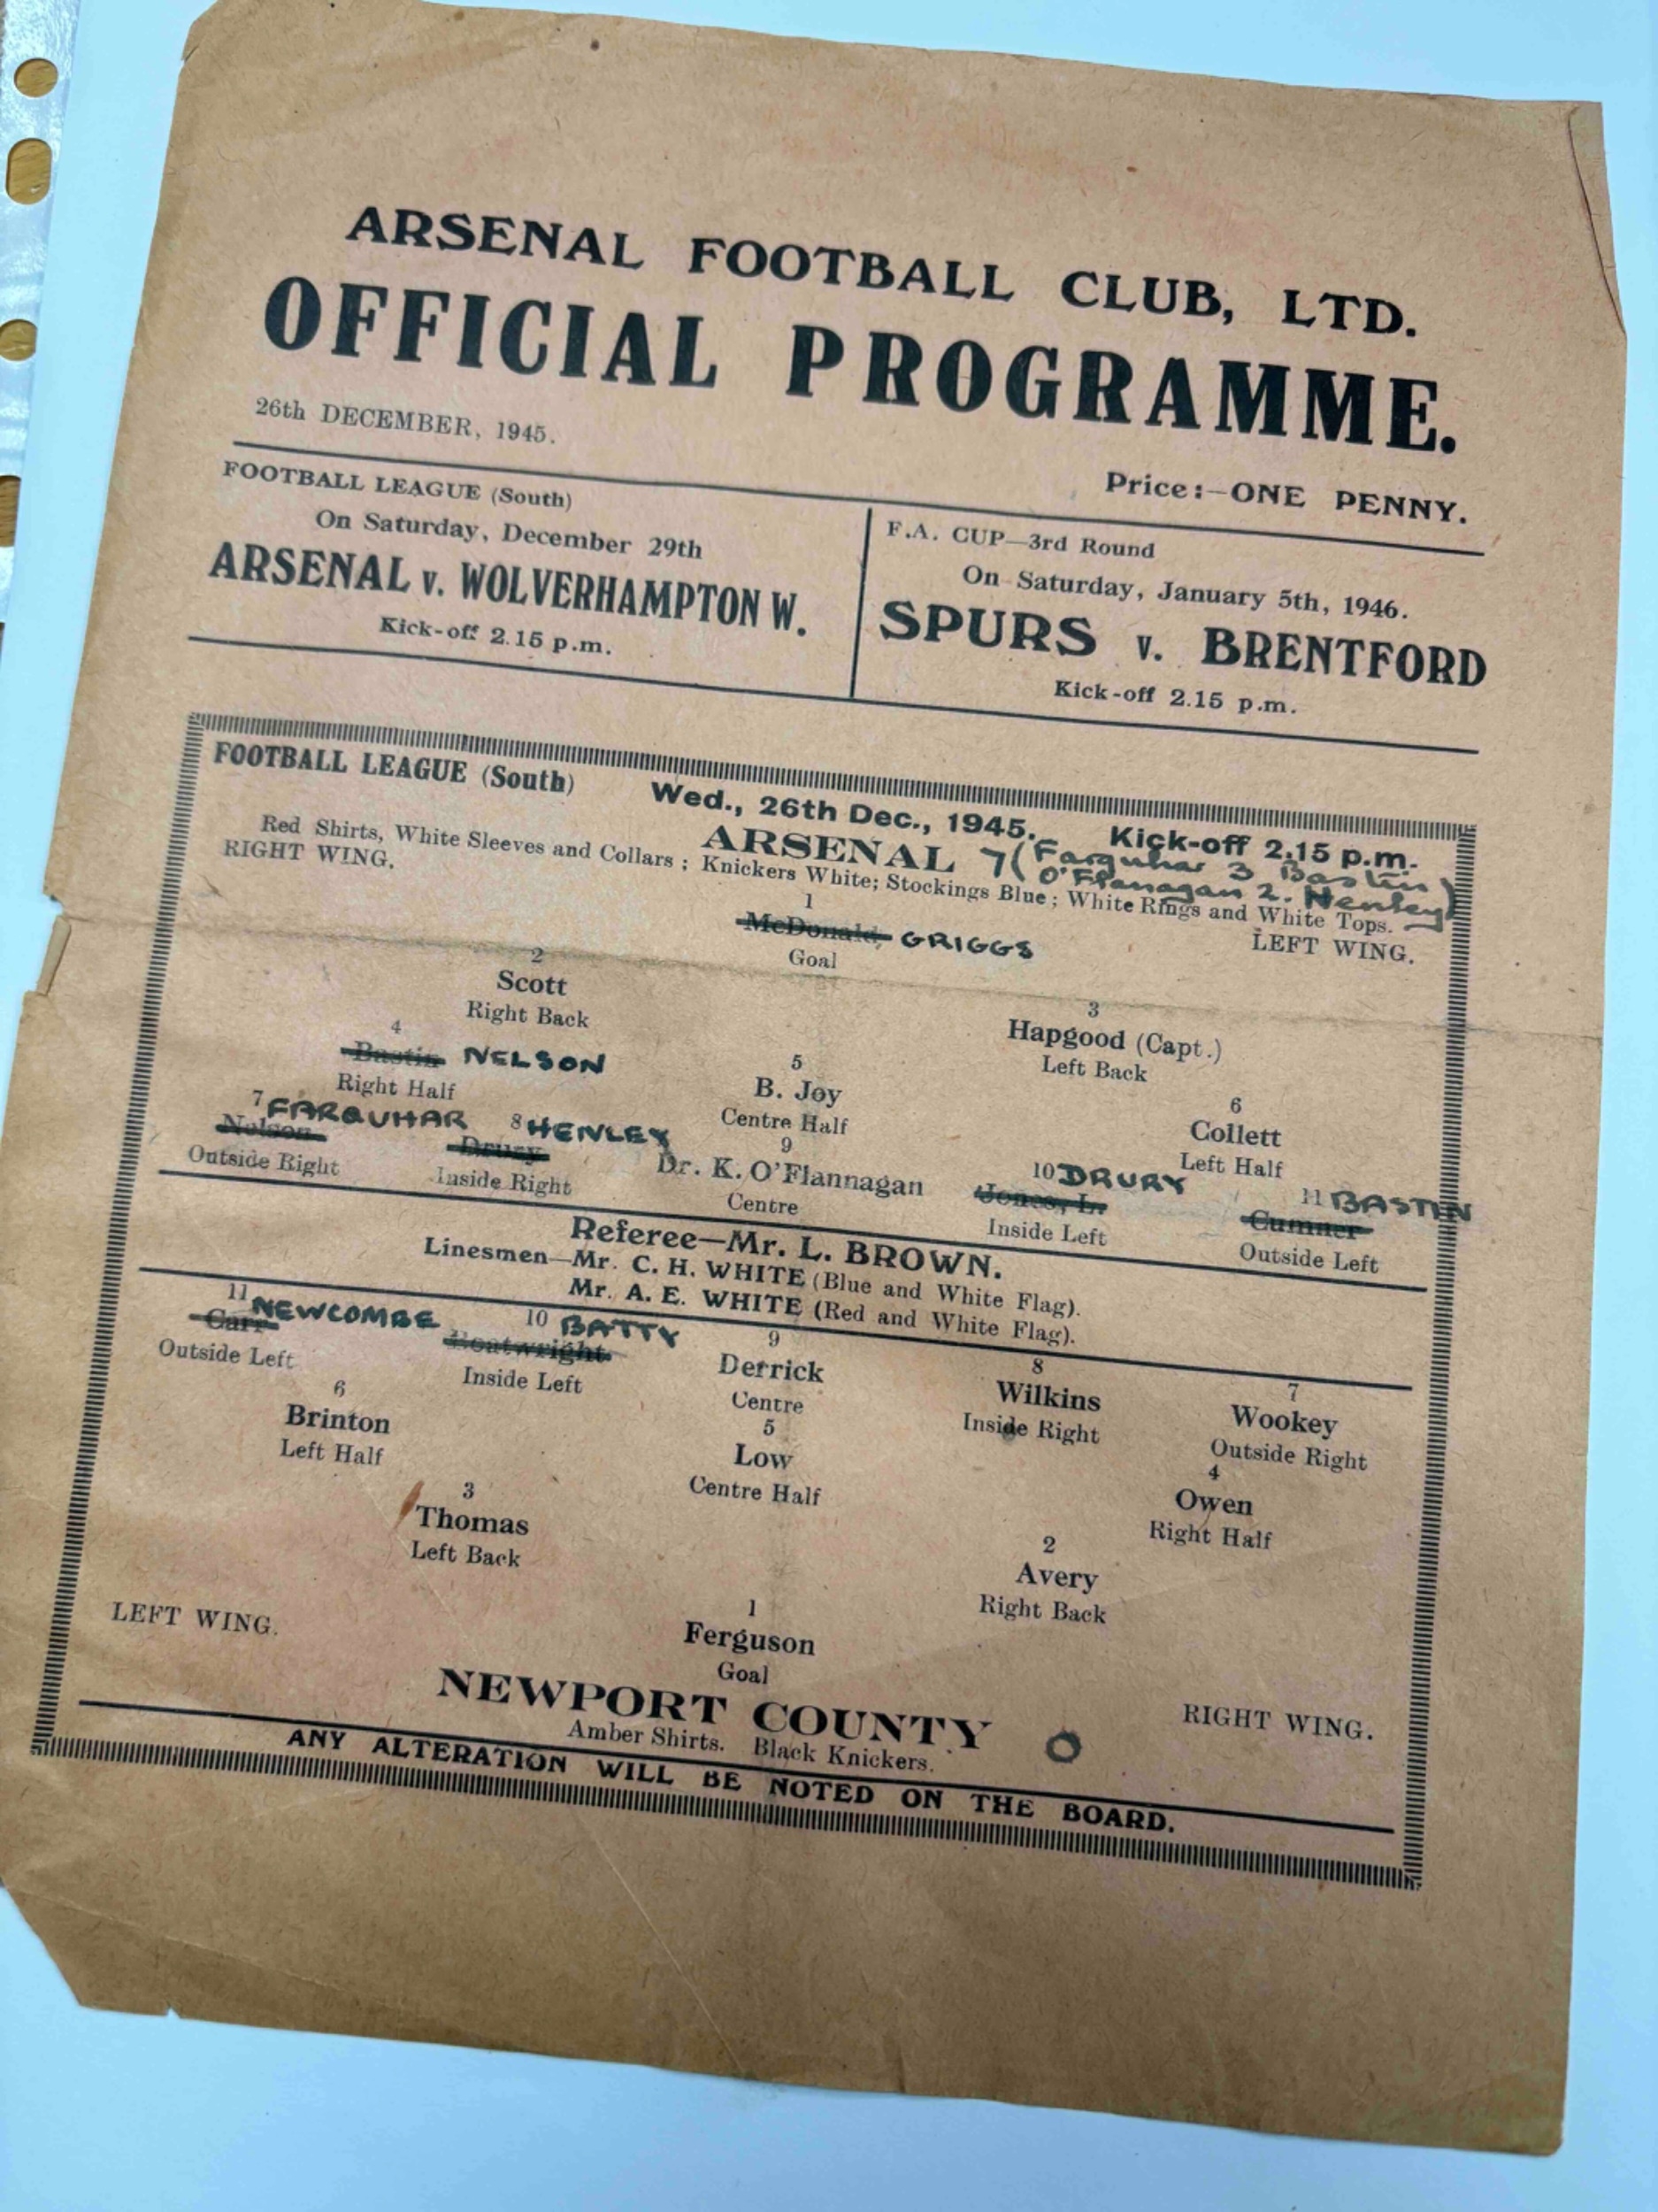 ARSENAL FOOTBALL CLUB, LTD.
OFFICIAL PROGRAMME.
26th DECEMBER, 1945.
Price:—ONE PENNY.
FOOTBALL LEAGUE (South)
On Saturday, December 29th
ARSENAL v. WOLVERHAMPTON W.
Kick-off 2.15 p.m.
F.A. CUP—3rd Round
On Saturday, January 5th, 1946.
SPURS v. BRENTFORD
Kick-off 2.15 p.m.
FOOTBALL LEAGUE (South) Wed., 26th Dec., 1945. Kick-off 2.15 p.m.
ARSENAL 7 (Farquhar 3 Bastin
O'Flanagan 2. Henley)
Red Shirts, White Sleeves and Collars; Knickers White; Stockings Blue; White Rings and White Tops.
RIGHT WING. LEFT WING.
1
McDonald, GRIGGS
Goal
2
Scott
Right Back
3
Hapgood (Capt.)
Left Back
4
Bastin NELSON
Right Half
5
B. Joy
Centre Half
6
Collett
Left Half
7 FARQUHAR
Nelson
Outside Right
8 HENLEY
Drury
Inside Right
9
Dr. K. O'Flannagan
Centre
10 DRURY
Jones, L.
Inside Left
11 BASTIN
Cumner
Outside Left
Referee—Mr. L. BROWN.
Linesmen—Mr. C. H. WHITE (Blue and White Flag).
Mr. A. E. WHITE (Red and White Flag).
11 NEWCOMBE
Carr
Outside Left
10 BATTY
Boatwright
Inside Left
9
Derrick
Centre
8
Wilkins
Inside Right
7
Wookey
Outside Right
6
Brinton
Left Half
5
Low
Centre Half
4
Owen
Right Half
3
Thomas
Left Back
2
Avery
Right Back
LEFT WING.
1
Ferguson
Goal
RIGHT WING.
NEWPORT COUNTY 0
Amber Shirts. Black Knickers.
ANY ALTERATION WILL BE NOTED ON THE BOARD.